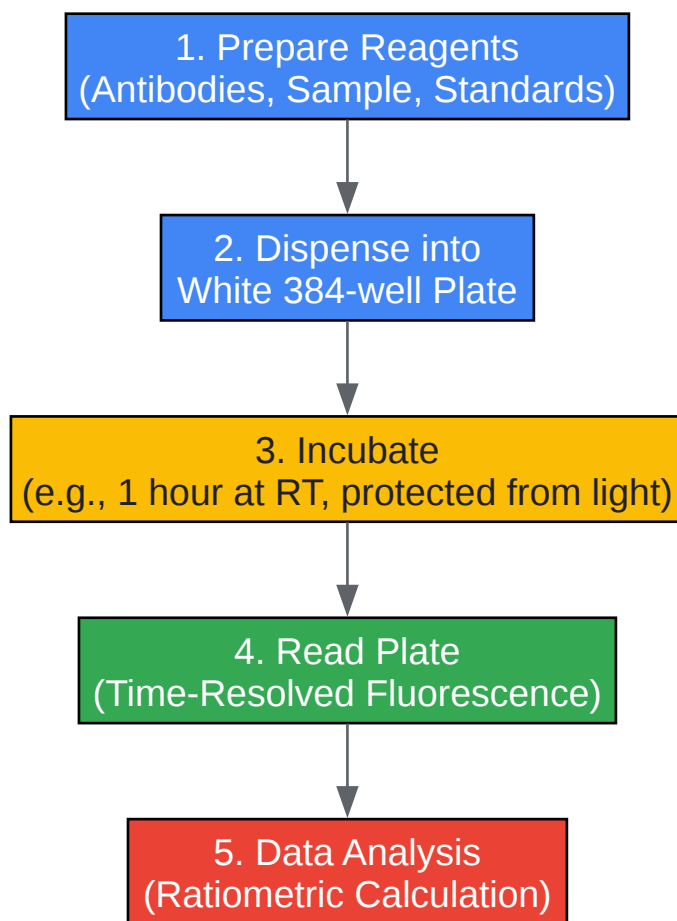 1. Prepare Reagents
(Antibodies, Sample, Standards)
2. Dispense into
White 384-well Plate
3. Incubate
(e.g., 1 hour at RT, protected from light)
4. Read Plate
(Time-Resolved Fluorescence)
5. Data Analysis
(Ratiometric Calculation)